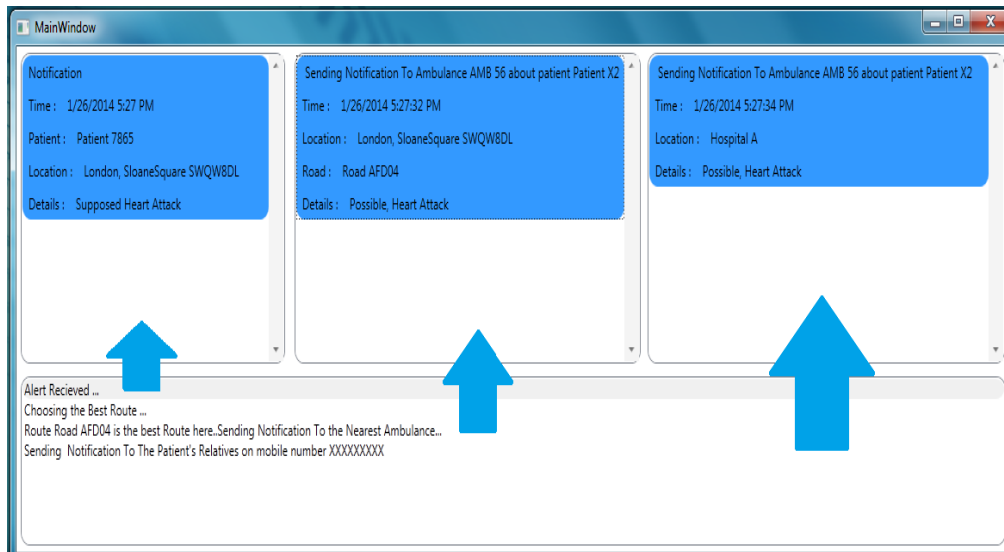 MainWindow
Notification
Time : 1/26/2014 5:27 PM
Patient : Patient 7865
Location : London, SloaneSquare SWQW8DL
Details : Supposed Heart Attack
Sending Notification To Ambulance AMB 56 about patient Patient X2
Time : 1/26/2014 5:27:32 PM
Location : London, SloaneSquare SWQW8DL
Road : Road AFD04
Details : Possible, Heart Attack
Sending Notification To Ambulance AMB 56 about patient Patient X2
Time : 1/26/2014 5:27:34 PM
Location : Hospital A
Details : Possible, Heart Attack
Alert Recieved ...
Choosing the Best Route ...
Route Road AFD04 is the best Route here..Sending Notification To the Nearest Ambulance...
Sending Notification To The Patient's Relatives on mobile number XXXXXXXXX